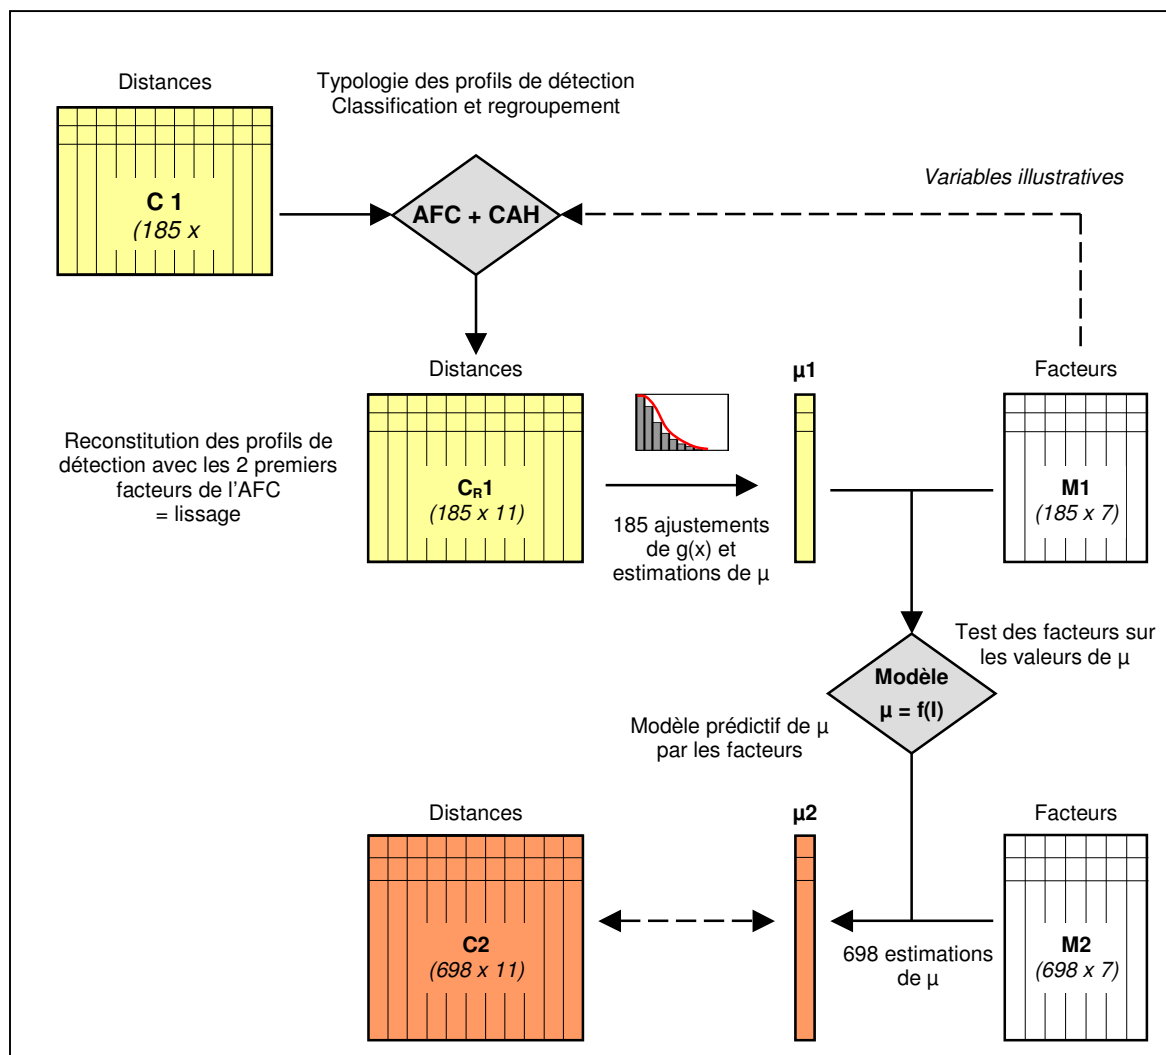 Distances
Typologie des profils de détection
Classification et regroupement
C 1
(185 x
AFC + CAH
Variables illustratives
Distances
µ1
Facteurs
Reconstitution des profils de
détection avec les 2 premiers
facteurs de l'AFC
= lissage
CR1
(185 x 11)
185 ajustements
de g(x) et
estimations de µ
M1
(185 x 7)
Test des facteurs sur
les valeurs de µ
Modèle
µ = f(I)
Modèle prédictif de µ
par les facteurs
Distances
µ2
Facteurs
C2
(698 x 11)
698 estimations
de µ
M2
(698 x 7)